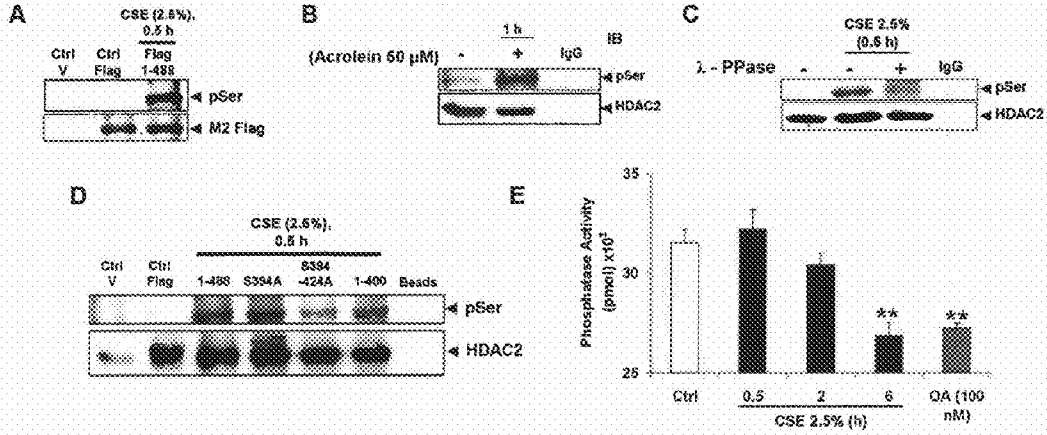 A
CSE (2.5%),
0.5 h
Ctrl
V
Ctrl
Flag
Flag
1-488
pSer
M2 Flag
B
1 h
IB
(Acrolein 50 µM)
-
+
IgG
pSer
HDAC2
C
CSE 2.5%
(0.5 h)
λ - PPase
-
-
+
IgG
pSer
HDAC2
D
CSE (2.5%),
0.5 h
Ctrl
V
Ctrl
Flag
1-488
S394A
S394
-424A
1-400
Beads
pSer
HDAC2
E
Phosphatase Activity
(pmol) x10³
35
30
25
**
**
Ctrl
0.5
2
6
OA (100
nM)
CSE 2.5% (h)